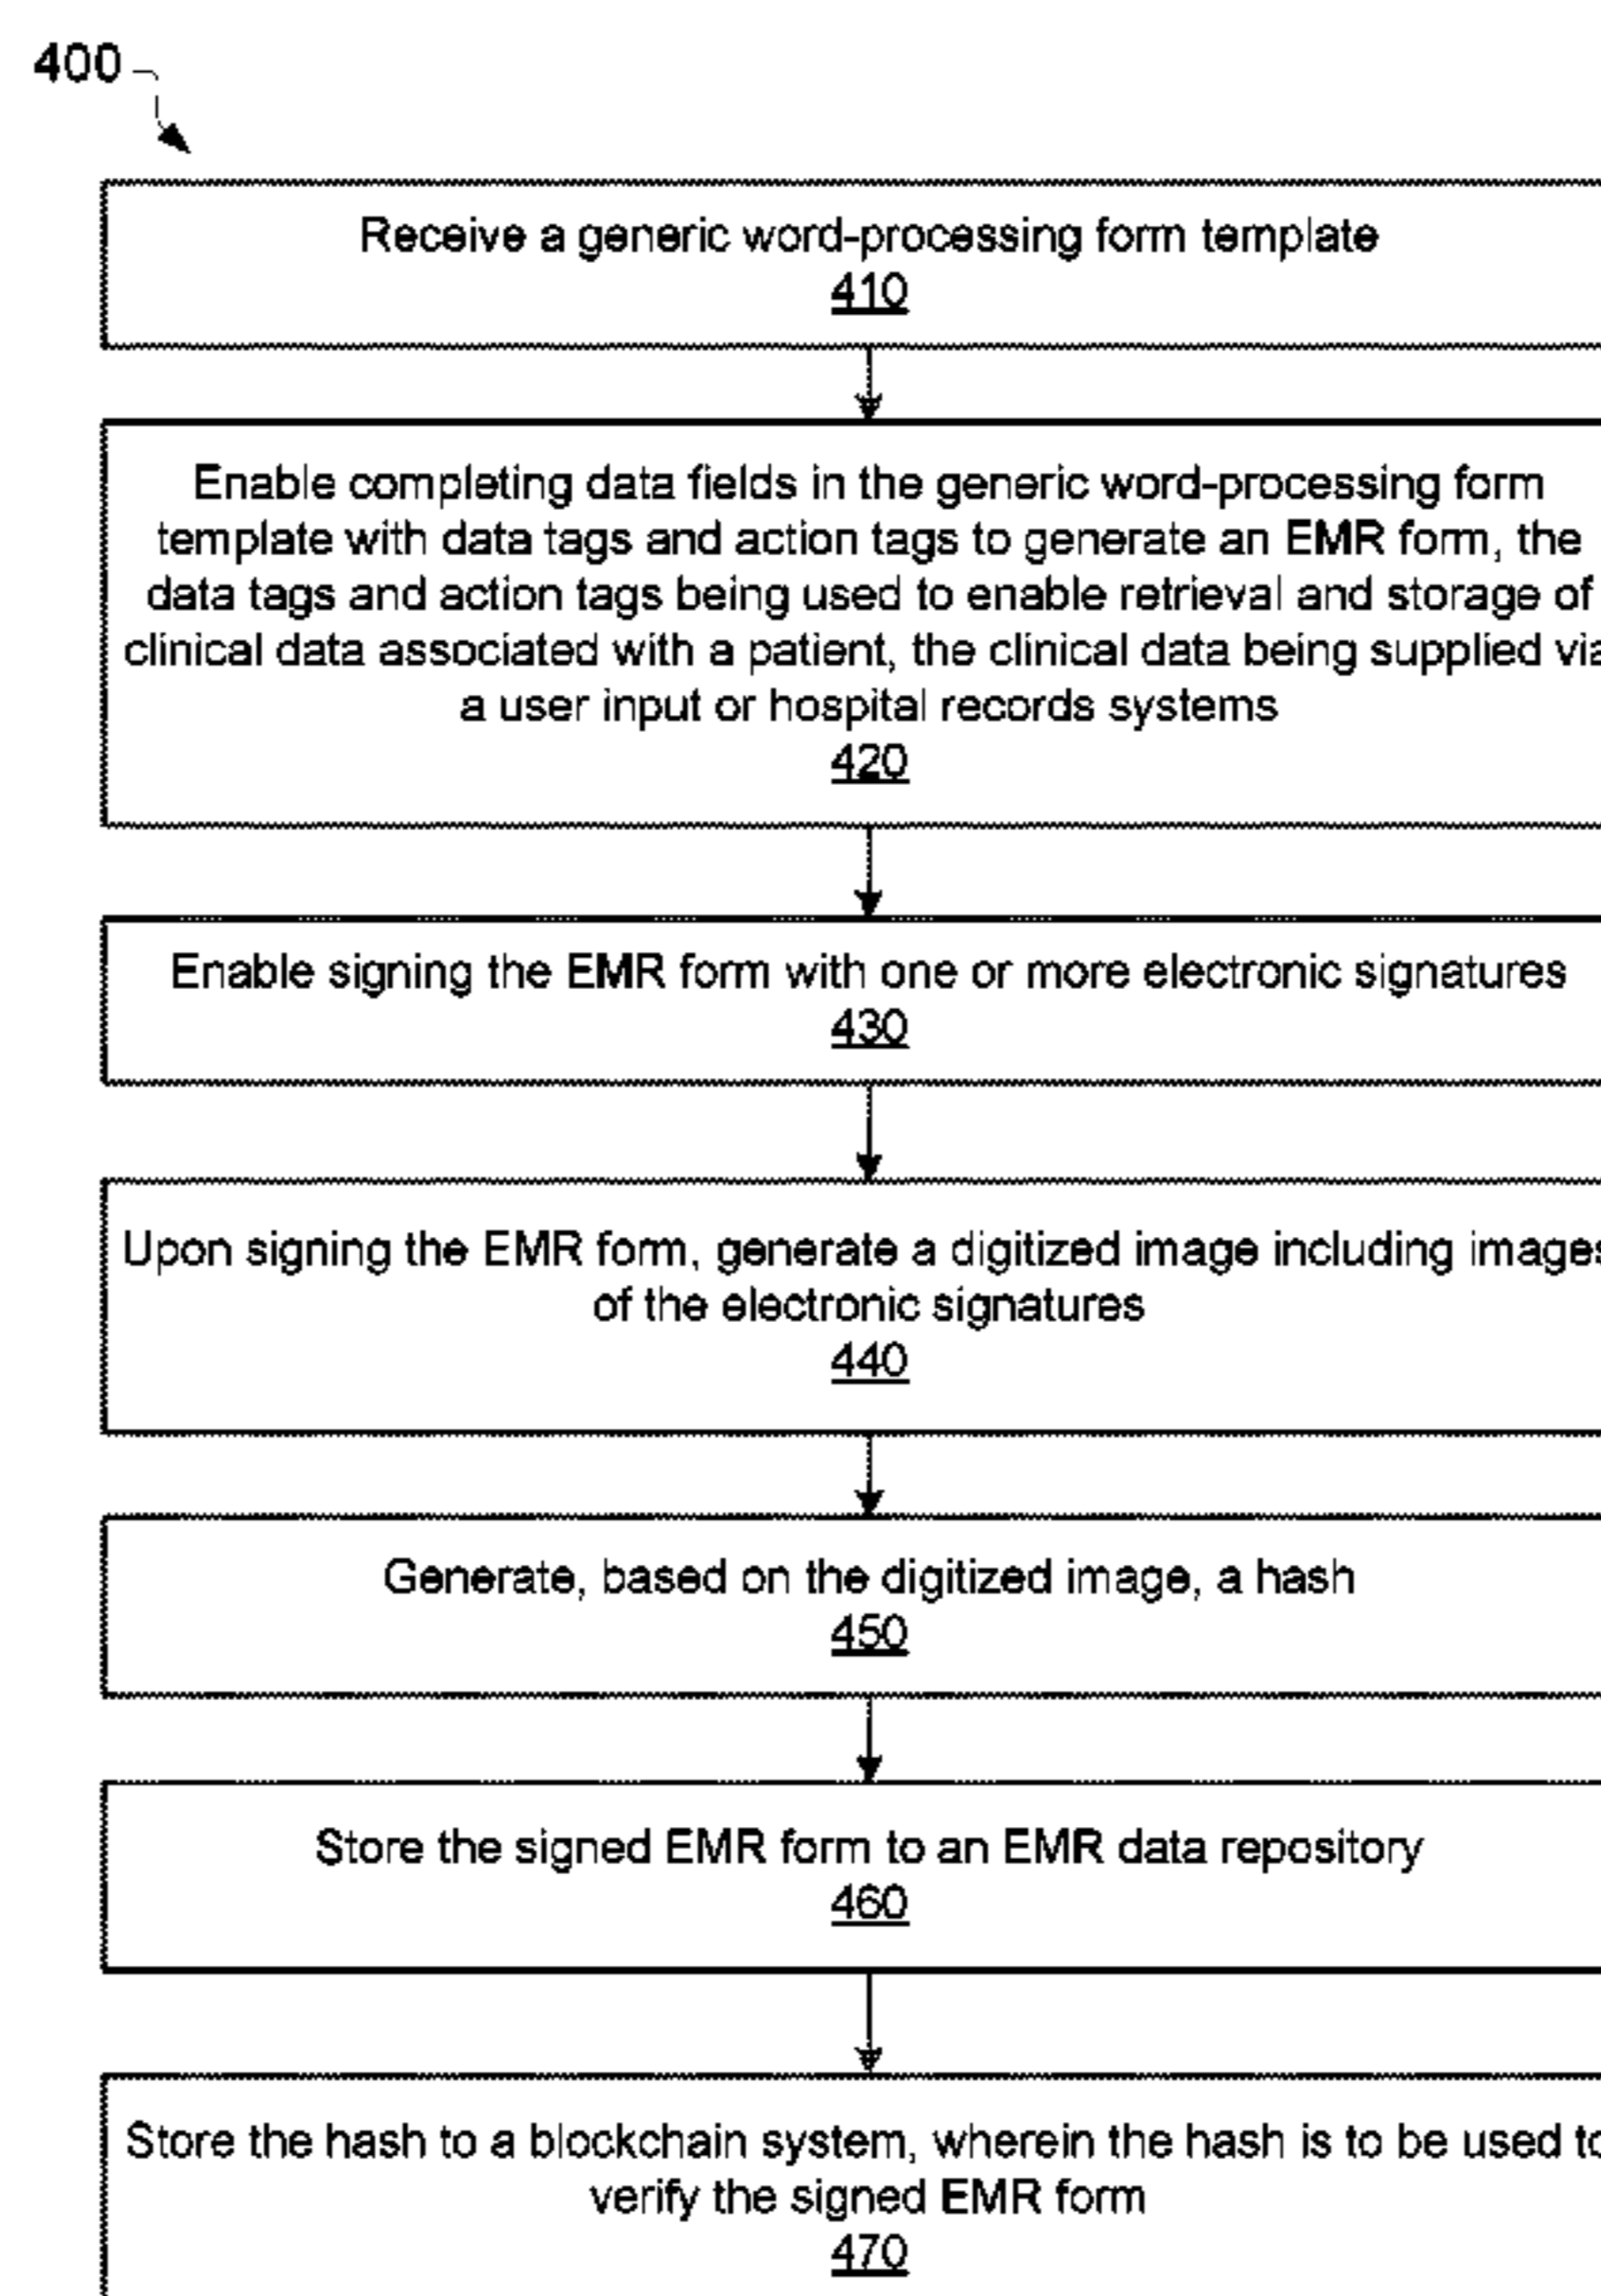 400
Receive a generic word-processing form template
410
Enable completing data fields in the generic word-processing form
template with data tags and action tags to generate an EMR form, the
data tags and action tags being used to enable retrieval and storage of
clinical data associated with a patient, the clinical data being supplied via
a user input or hospital records systems
420
Enable signing the EMR form with one or more electronic signatures
430
Upon signing the EMR form, generate a digitized image including images
of the electronic signatures
440
Generate, based on the digitized image, a hash
450
Store the signed EMR form to an EMR data repository
460
Store the hash to a blockchain system, wherein the hash is to be used to
verify the signed EMR form
470